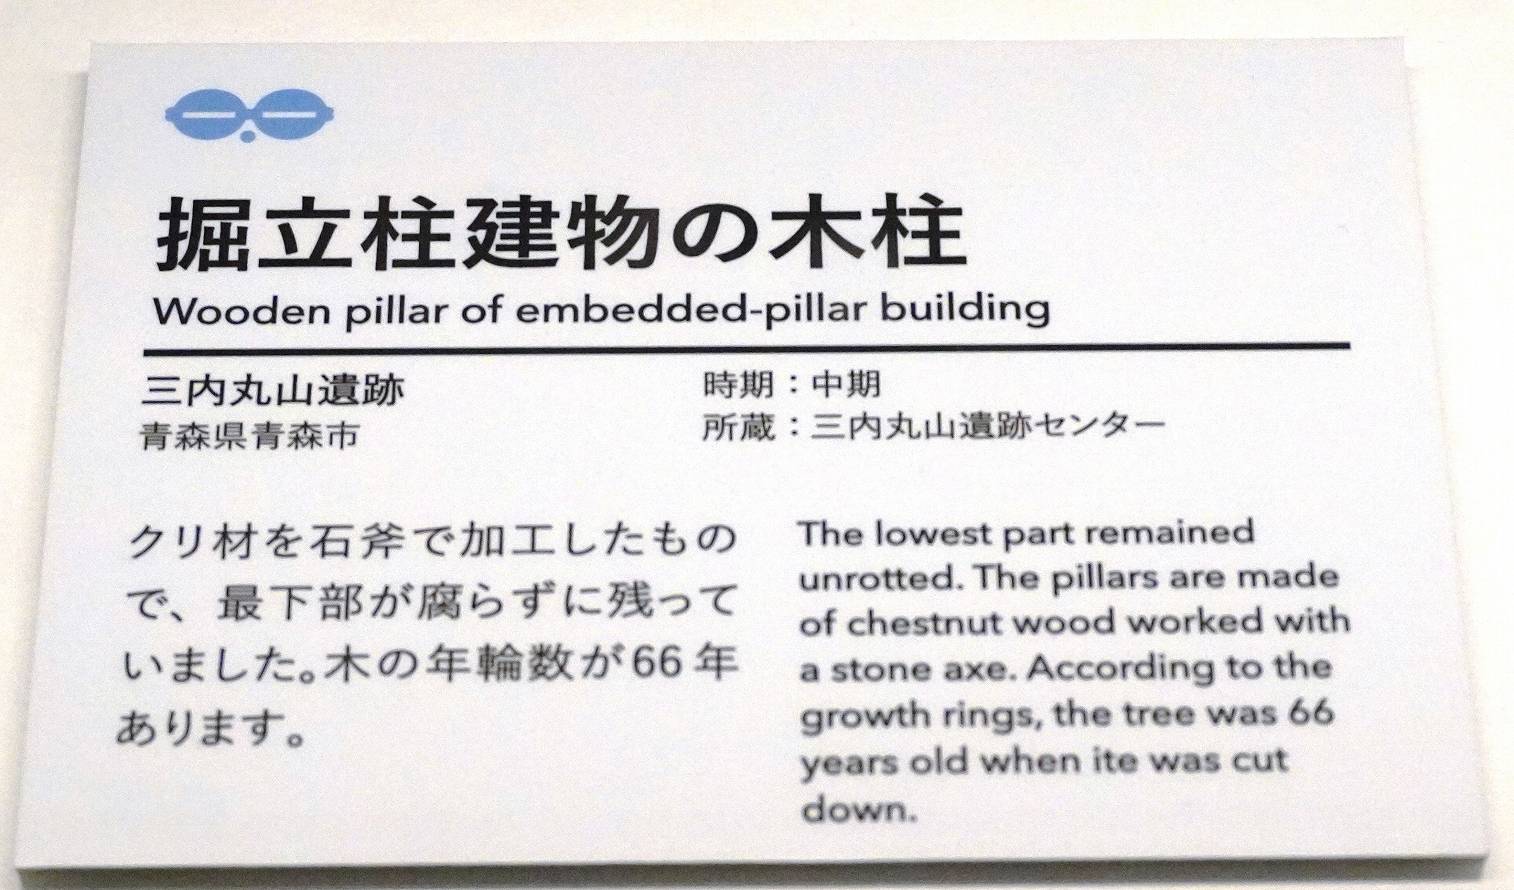 掘立柱建物の木柱
Wooden pillar of embedded-pillar building
三内丸山遺跡
青森県青森市
時期：中期
所蔵：三内丸山遺跡センター
クリ材を石斧で加工したもの
で、最下部が腐らずに残って
いました。木の年輪数が66年
あります。
The lowest part remained
unrotted. The pillars are made
of chestnut wood worked with
a stone axe. According to the
growth rings, the tree was 66
years old when ite was cut
down.